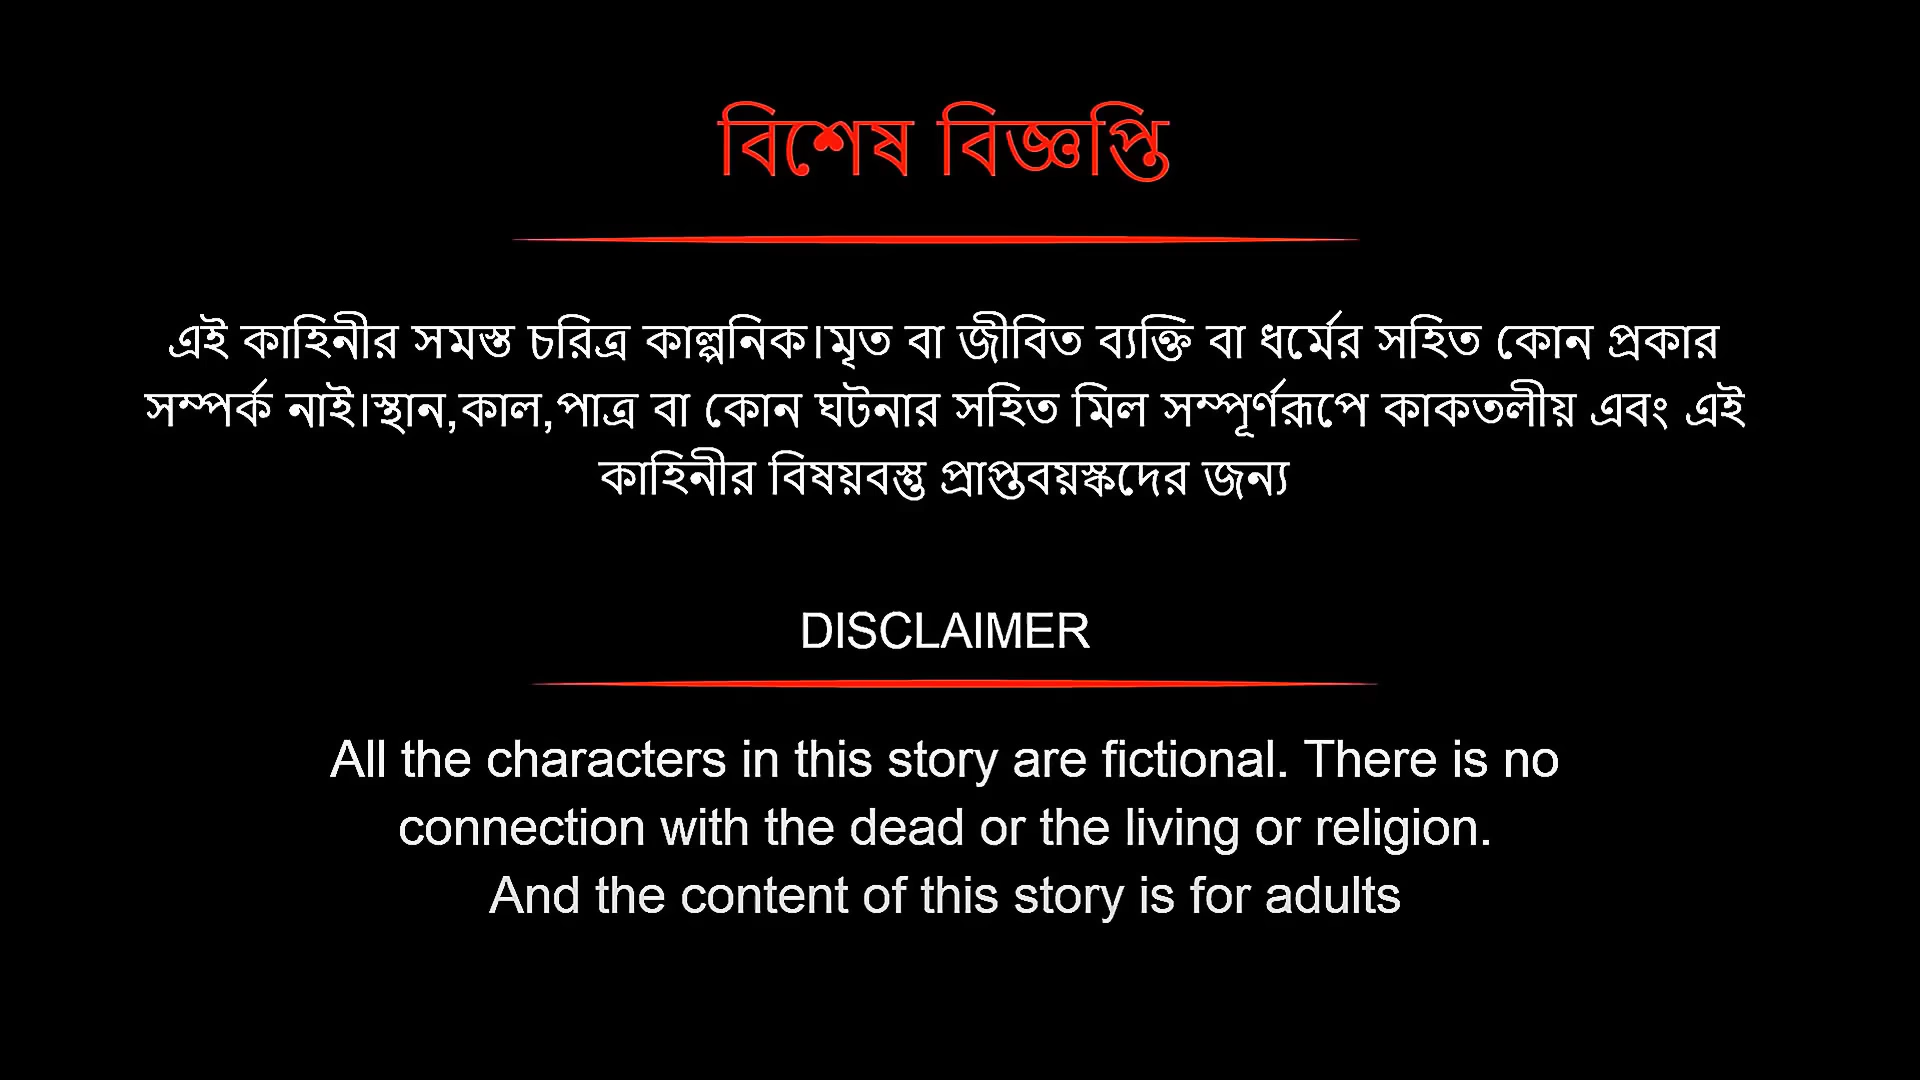 বিশেষ বিজ্ঞপ্তি
এই কাহিনীর সমস্ত চরিত্র কাল্পনিক।মৃত বা জীবিত ব্যক্তি বা ধর্মের সহিত কোন প্রকার
সম্পর্ক নাই।স্থান,কাল,পাত্র বা কোন ঘটনার সহিত মিল সম্পূর্ণরূপে কাকতলীয় এবং এই
কাহিনীর বিষয়বস্তু প্রাপ্তবয়স্কদের জন্য
DISCLAIMER
All the characters in this story are fictional. There is no
connection with the dead or the living or religion.
And the content of this story is for adults